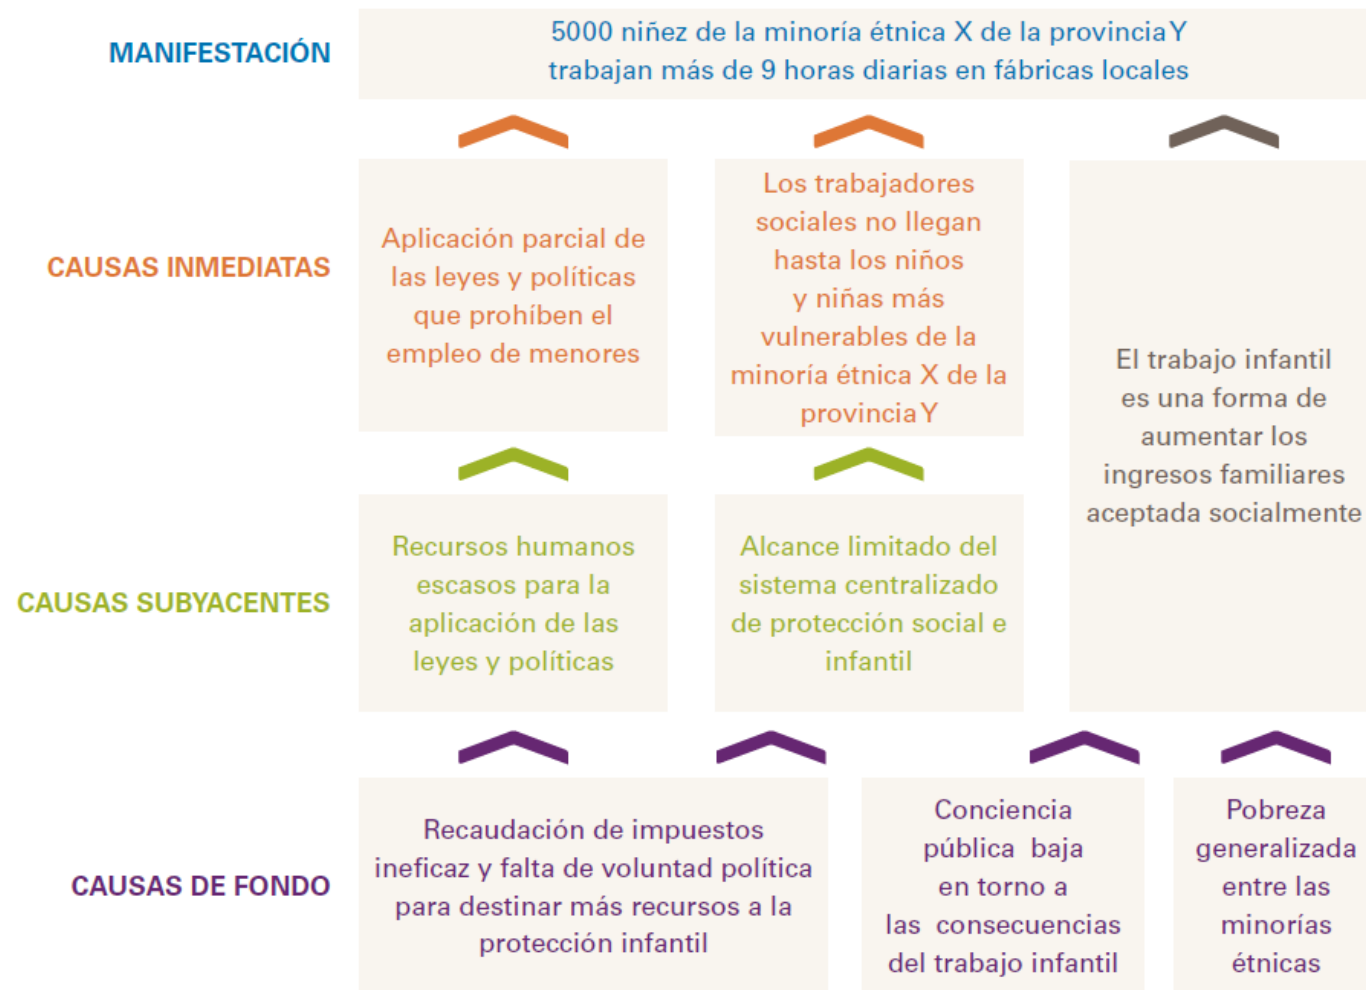 MANIFESTACIÓN
5000 niñez de la minoría étnica X de la provincia Y
trabajan más de 9 horas diarias en fábricas locales
CAUSAS INMEDIATAS
Aplicación parcial de
las leyes y políticas
que prohíben el
empleo de menores
Los trabajadores
sociales no llegan
hasta los niños
y niñas más
vulnerables de la
minoría étnica X de la
provincia Y
El trabajo infantil
es una forma de
aumentar los
ingresos familiares
aceptada socialmente
CAUSAS SUBYACENTES
Recursos humanos
escasos para la
aplicación de las
leyes y políticas
Alcance limitado del
sistema centralizado
de protección social e
infantil
CAUSAS DE FONDO
Recaudación de impuestos
ineficaz y falta de voluntad política
para destinar más recursos a la
protección infantil
Conciencia
pública baja
en torno a
las consecuencias
del trabajo infantil
Pobreza
generalizada
entre las
minorías
étnicas